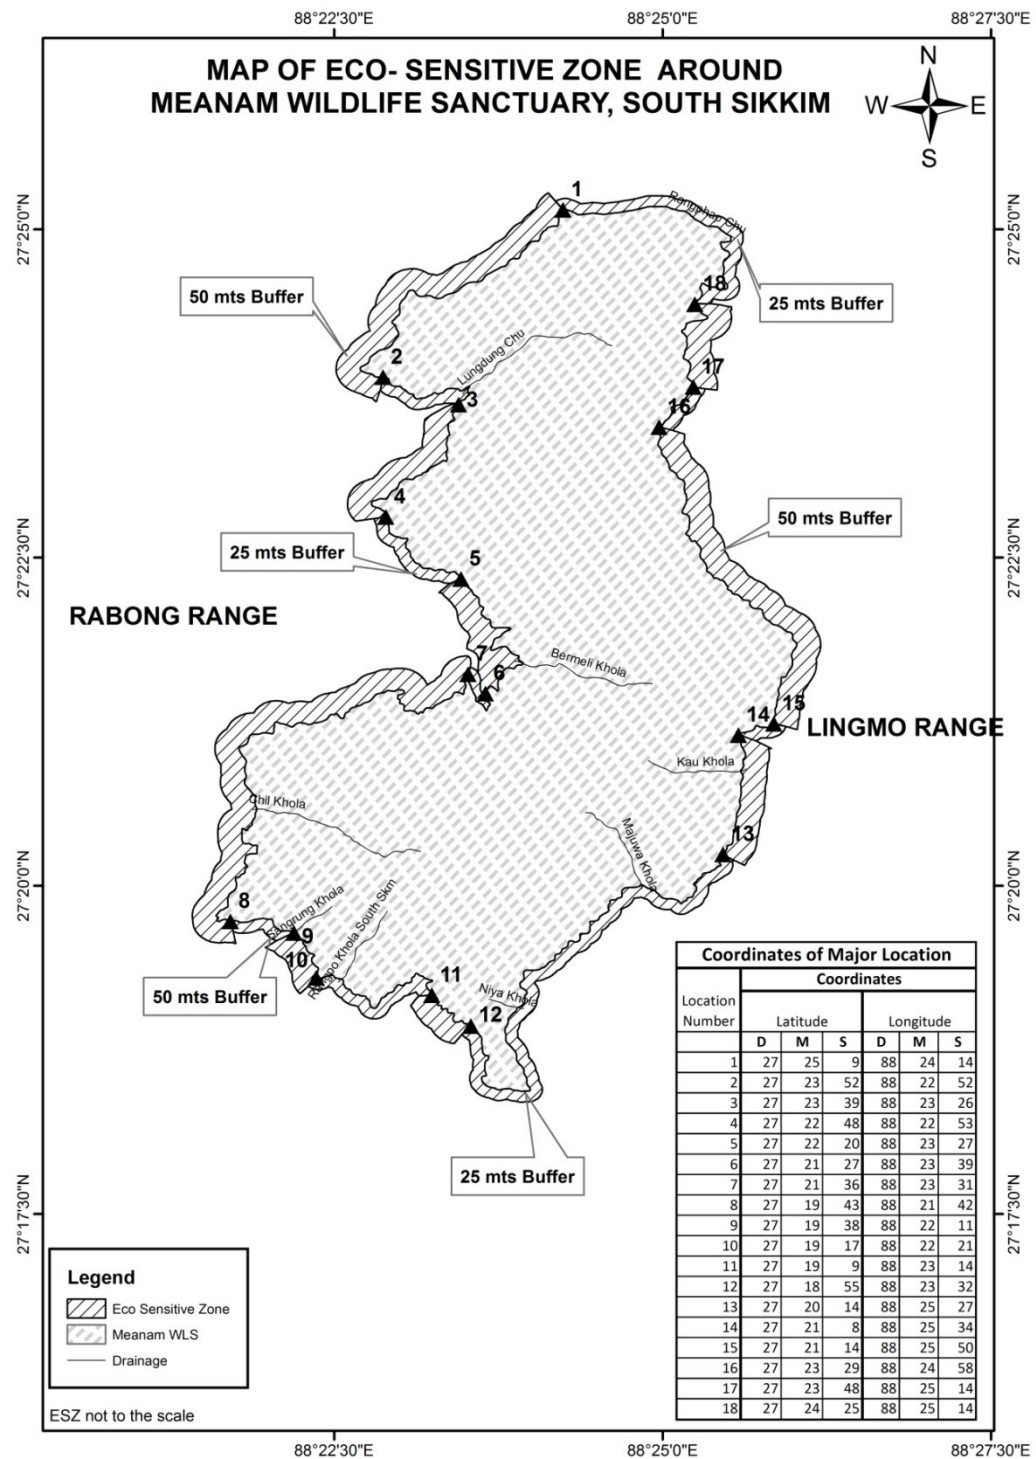 88°22'30"E 88°25'0"E 88°27'30"E
MAP OF ECO- SENSITIVE ZONE AROUND
MEANAM WILDLIFE SANCTUARY, SOUTH SIKKIM
N
W E
S
27°25'0"N 27°25'0"N
1
Rongphap Chu
50 mts Buffer
18
25 mts Buffer
2
Lungdung Chu
17
3
16
4
50 mts Buffer
25 mts Buffer
27°22'30"N 27°22'30"N
5
RABONG RANGE
7
Bermeli Khola
6
14 15
LINGMO RANGE
Kau Khola
Chil Khola
Majuwa Khola
13
27°20'0"N 27°20'0"N
8
Sangrung Khola
9
10
Rangpo Khola South Skm
50 mts Buffer
11
Niya Khola
12
25 mts Buffer
27°17'30"N 27°17'30"N
Coordinates of Major Location
Location Number
Coordinates
Latitude Longitude
D M S D M S
1 27 25 9 88 24 14
2 27 23 52 88 22 52
3 27 23 39 88 23 26
4 27 22 48 88 22 53
5 27 22 20 88 23 27
6 27 21 27 88 23 39
7 27 21 36 88 23 31
8 27 19 43 88 21 42
9 27 19 38 88 22 11
10 27 19 17 88 22 21
11 27 19 9 88 23 14
12 27 18 55 88 23 32
13 27 20 14 88 25 27
14 27 21 8 88 25 34
15 27 21 14 88 25 50
16 27 23 29 88 24 58
17 27 23 48 88 25 14
18 27 24 25 88 25 14
Legend
Eco Sensitive Zone
Meanam WLS
Drainage
ESZ not to the scale
88°22'30"E 88°25'0"E 88°27'30"E